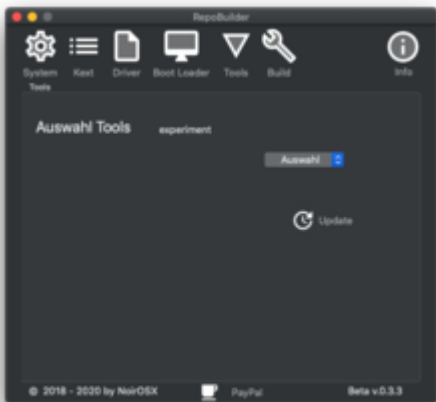 RepoBuilder
System Kext Driver Boot Loader Tools Build Info
Tools
Auswahl Tools experiment
Auswahl
Update
© 2018 - 2020 by NoirOSX PayPal Beta v.0.3.3